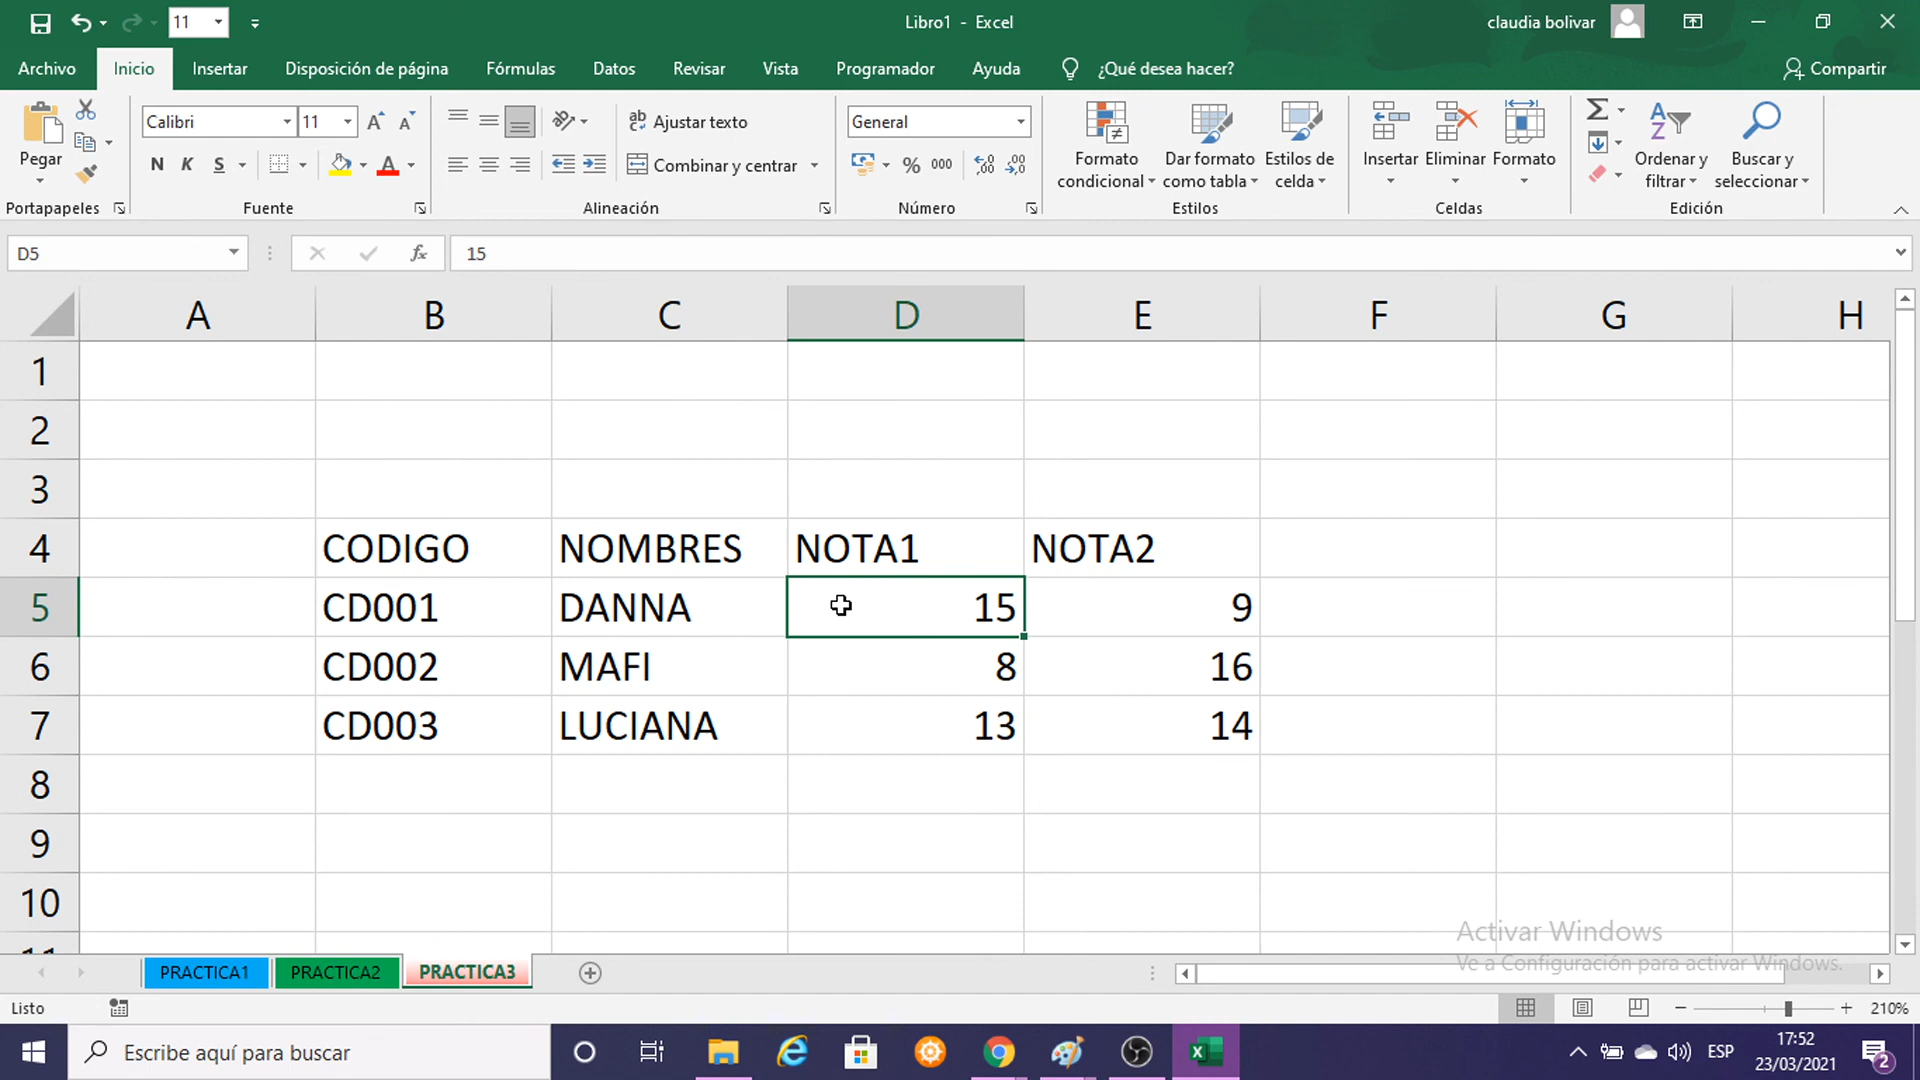 11
Libro1 - Excel
claudia bolivar
Archivo Inicio Insertar Disposición de página Fórmulas Datos Revisar Vista Programador Ayuda ¿Qué desea hacer? Compartir
Pegar
Portapapeles
Calibri 11
N K S A
Fuente
ab Ajustar texto
Combinar y centrar
Alineación
General
% 000
Número
Formato condicional
Dar formato como tabla
Estilos de celda
Estilos
Insertar Eliminar Formato
Celdas
Ordenar y filtrar
Buscar y seleccionar
Edición
D5 fx 15
A B C D E F G H
1
2
3
4 CODIGO NOMBRES NOTA1 NOTA2
5 CD001 DANNA 15 9
6 CD002 MAFI 8 16
7 CD003 LUCIANA 13 14
8
9
10
11
Activar Windows
Ve a Configuración para activar Windows.
PRACTICA1 PRACTICA2 PRACTICA3
Listo 210%
Escribe aquí para buscar
ESP
17:52
23/03/2021
2